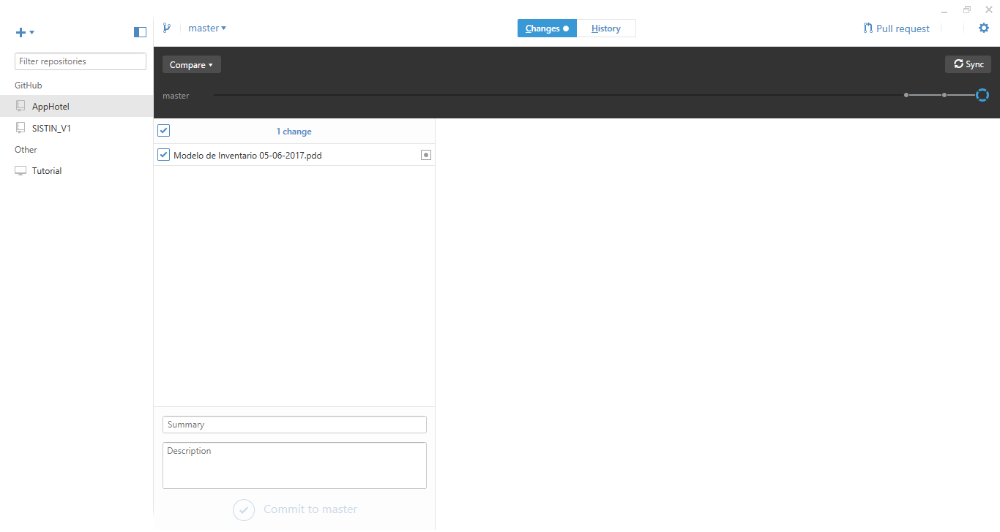 master
Changes
History
Pull request
Filter repositories
GitHub
AppHotel
SISTIN_V1
Other
Tutorial
Compare
Sync
master
1 change
Modelo de Inventario 05-06-2017.pdd
Summary
Description
Commit to master